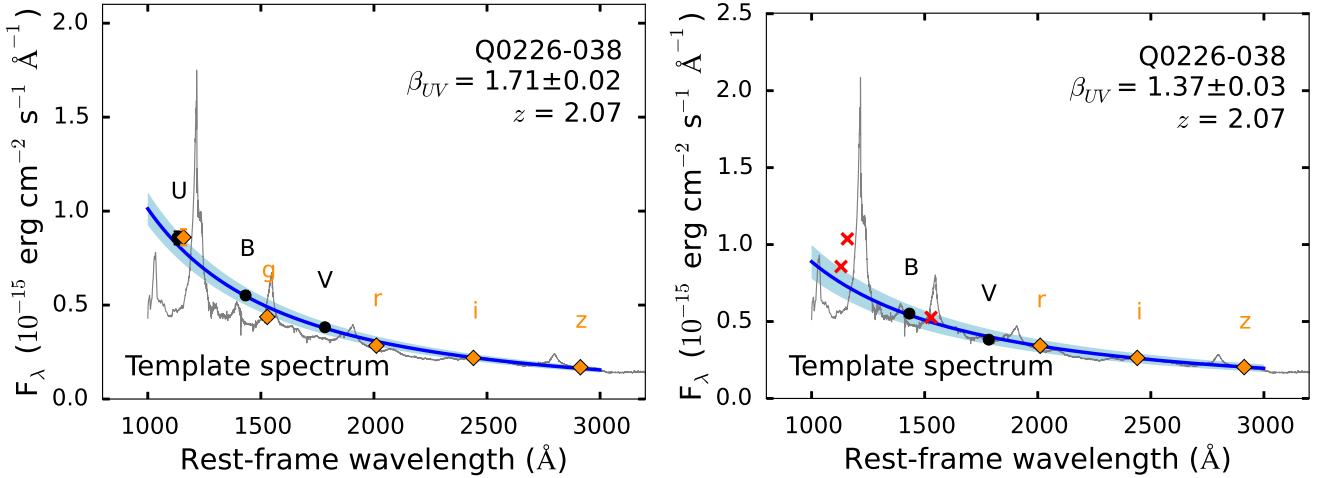 Q0226-038
β_UV = 1.71±0.02
z = 2.07
2.0
1.5
1.0
0.5
0.0
F_λ (10⁻¹⁵ erg cm⁻² s⁻¹ Å⁻¹)
U
B
g
V
r
i
z
Template spectrum
1000 1500 2000 2500 3000
Rest-frame wavelength (Å)
Q0226-038
β_UV = 1.37±0.03
z = 2.07
2.5
2.0
1.5
1.0
0.5
0.0
F_λ (10⁻¹⁵ erg cm⁻² s⁻¹ Å⁻¹)
B
V
r
i
z
Template spectrum
1000 1500 2000 2500 3000
Rest-frame wavelength (Å)